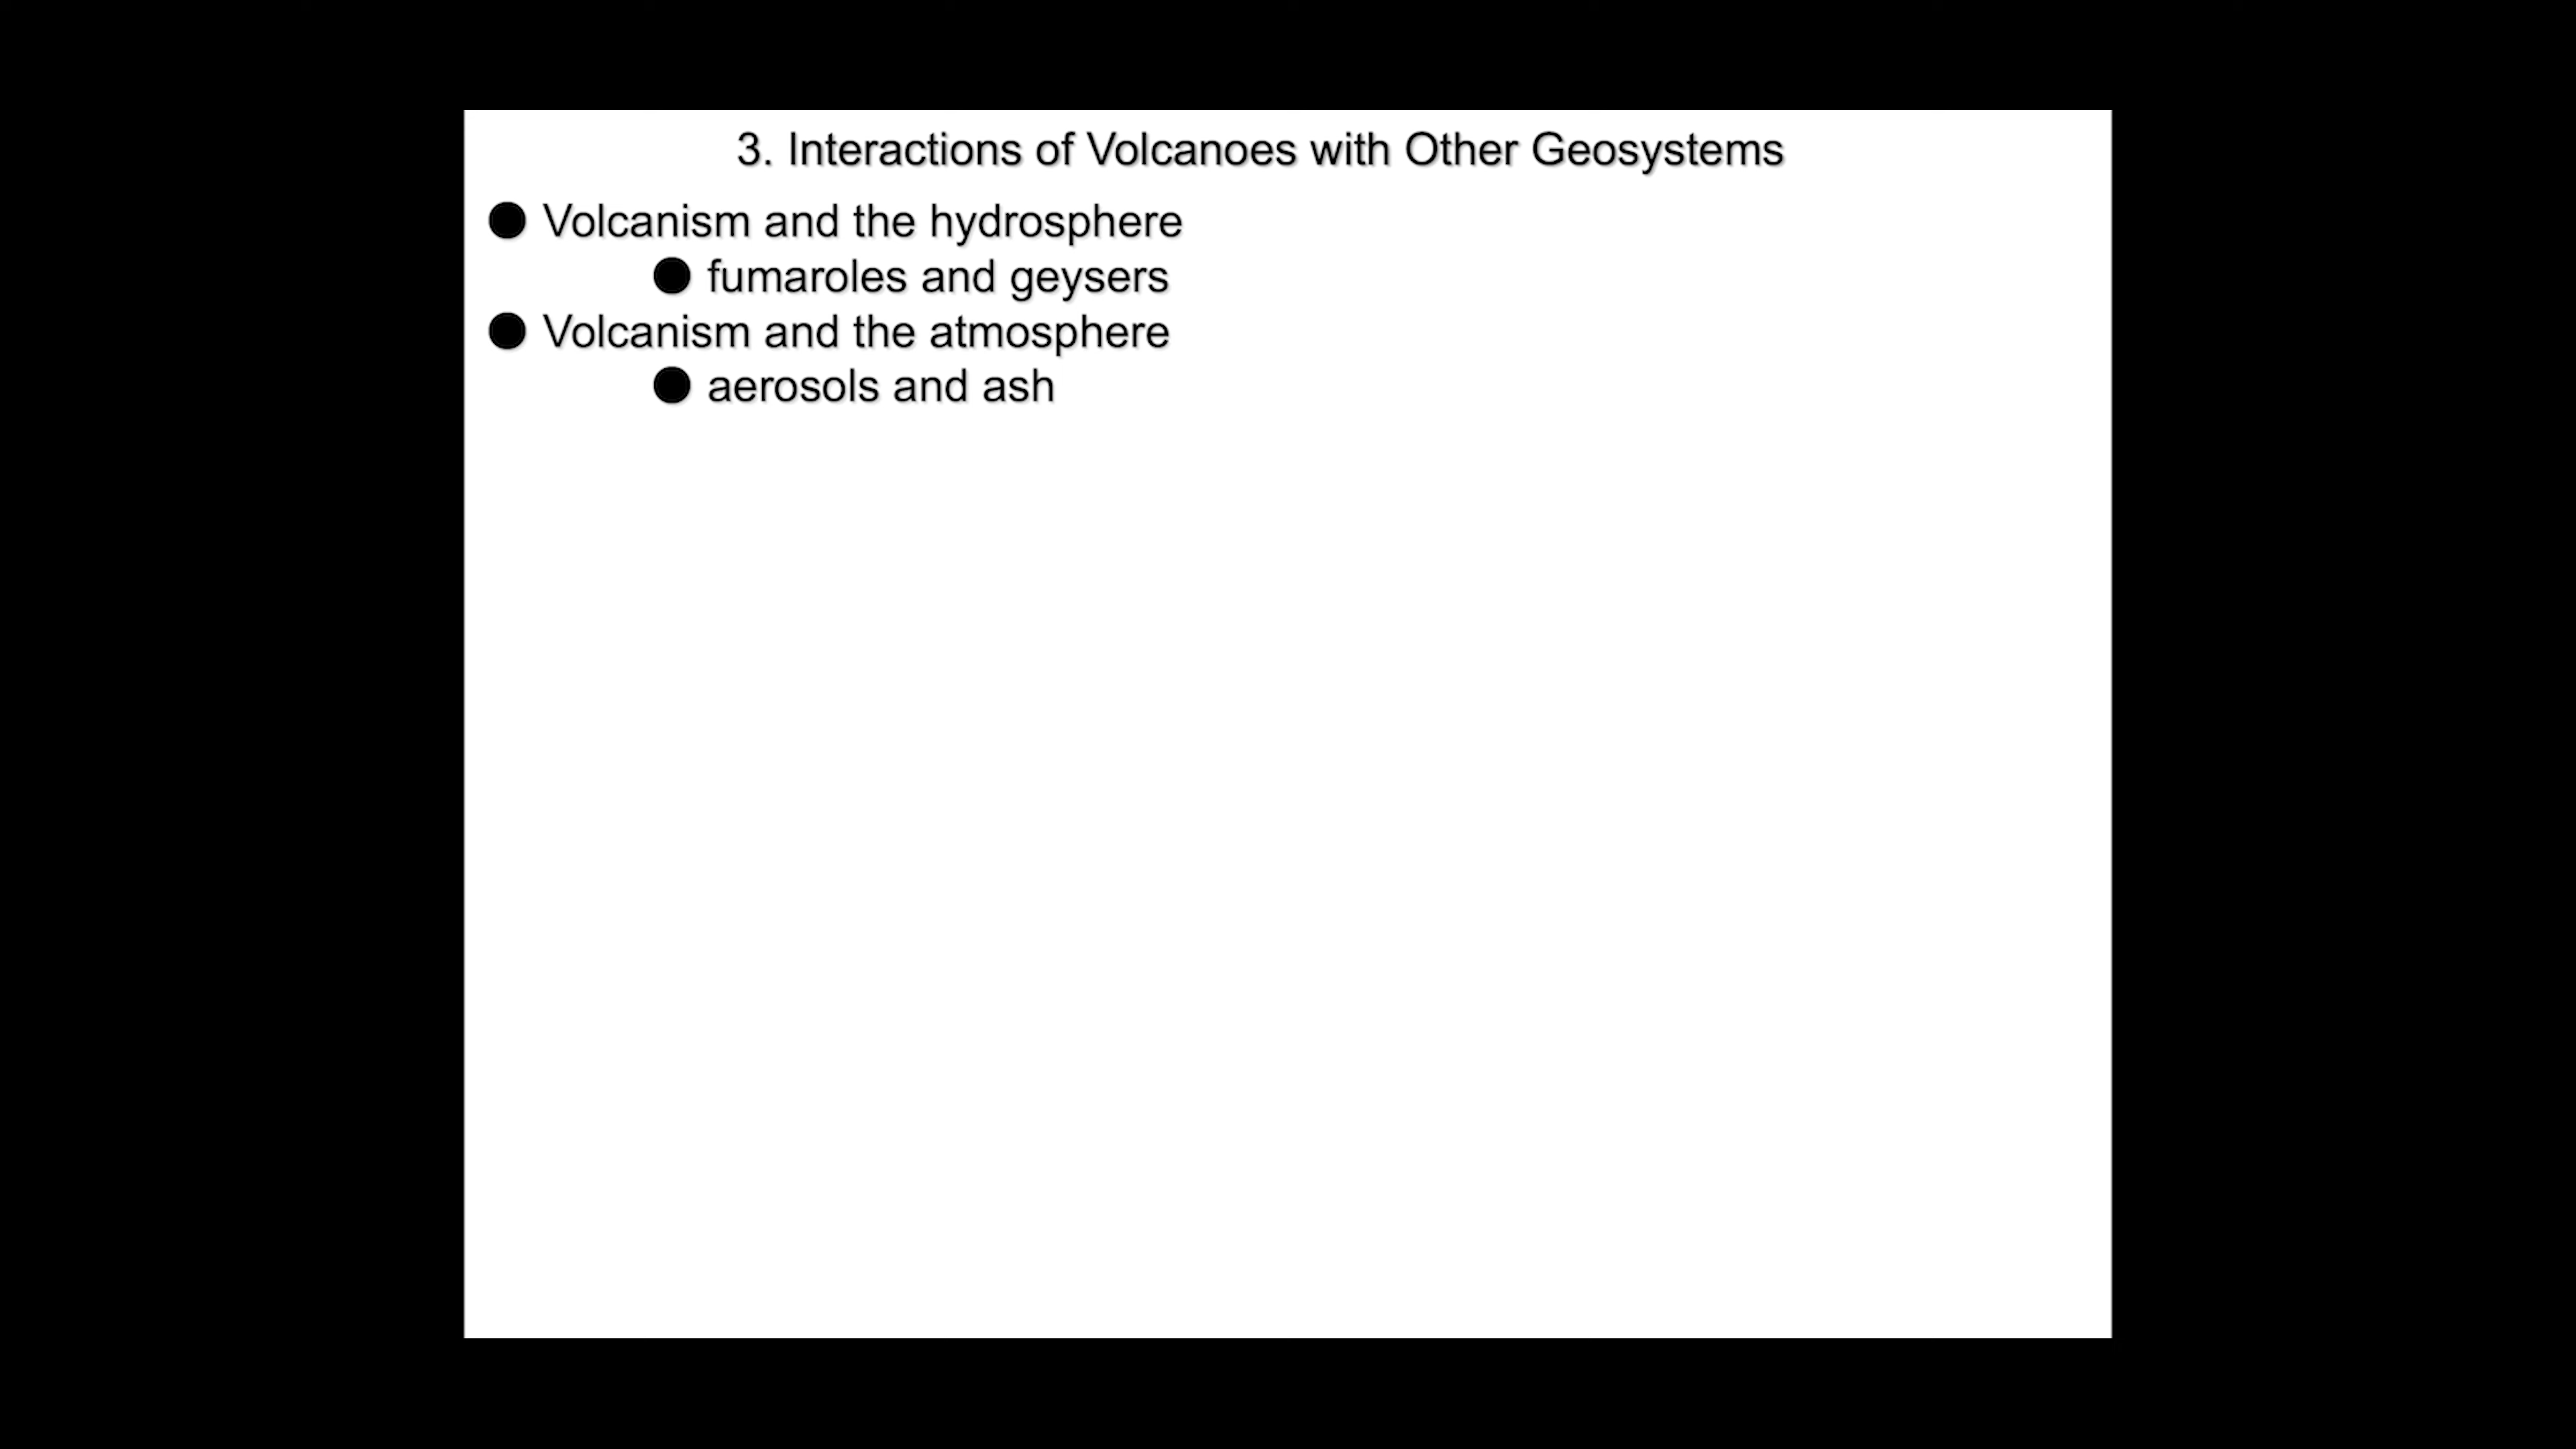 3. Interactions of Volcanoes with Other Geosystems
● Volcanism and the hydrosphere
● fumaroles and geysers
● Volcanism and the atmosphere
● aerosols and ash